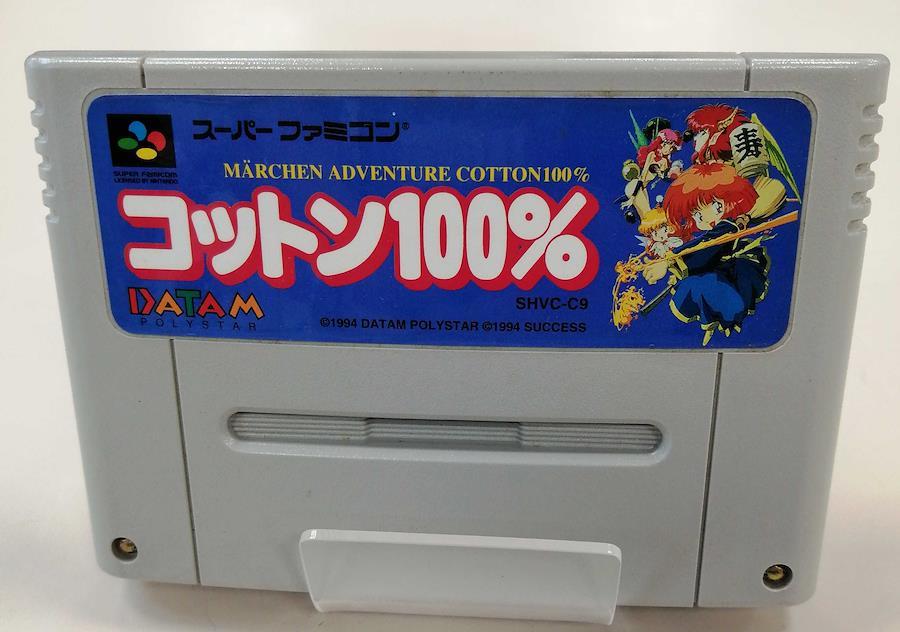 スーパーファミコン®
SUPER FAMICOM
LICENSED BY NINTENDO
MÄRCHEN ADVENTURE COTTON100%
コットン100%
寿
DATAM
POLYSTAR
SHVC-C9
©1994 DATAM POLYSTAR ©1994 SUCCESS